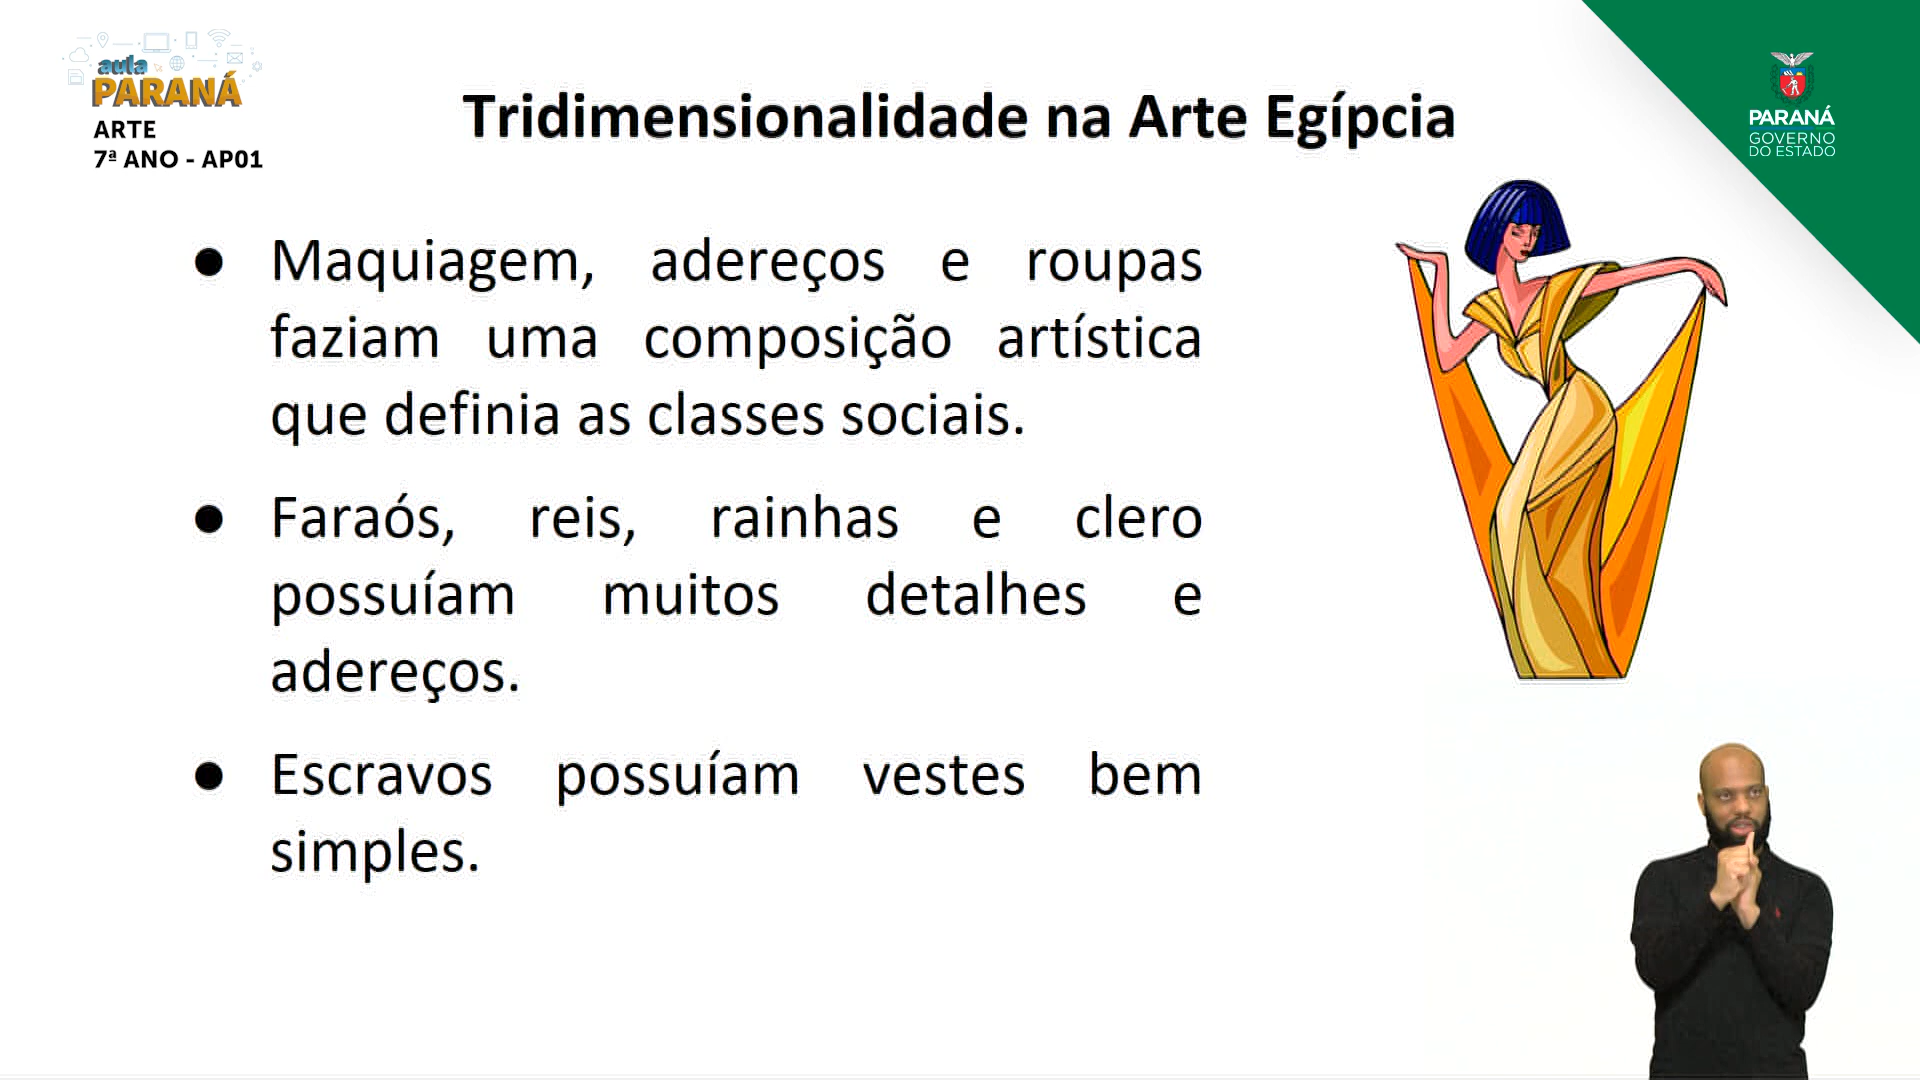 aula
PARANÁ
ARTE
7ª ANO - AP01
Tridimensionalidade na Arte Egípcia
PARANÁ
GOVERNO
DO ESTADO
● Maquiagem, adereços e roupas
faziam uma composição artística
que definia as classes sociais.
● Faraós, reis, rainhas e clero
possuíam muitos detalhes e
adereços.
● Escravos possuíam vestes bem
simples.